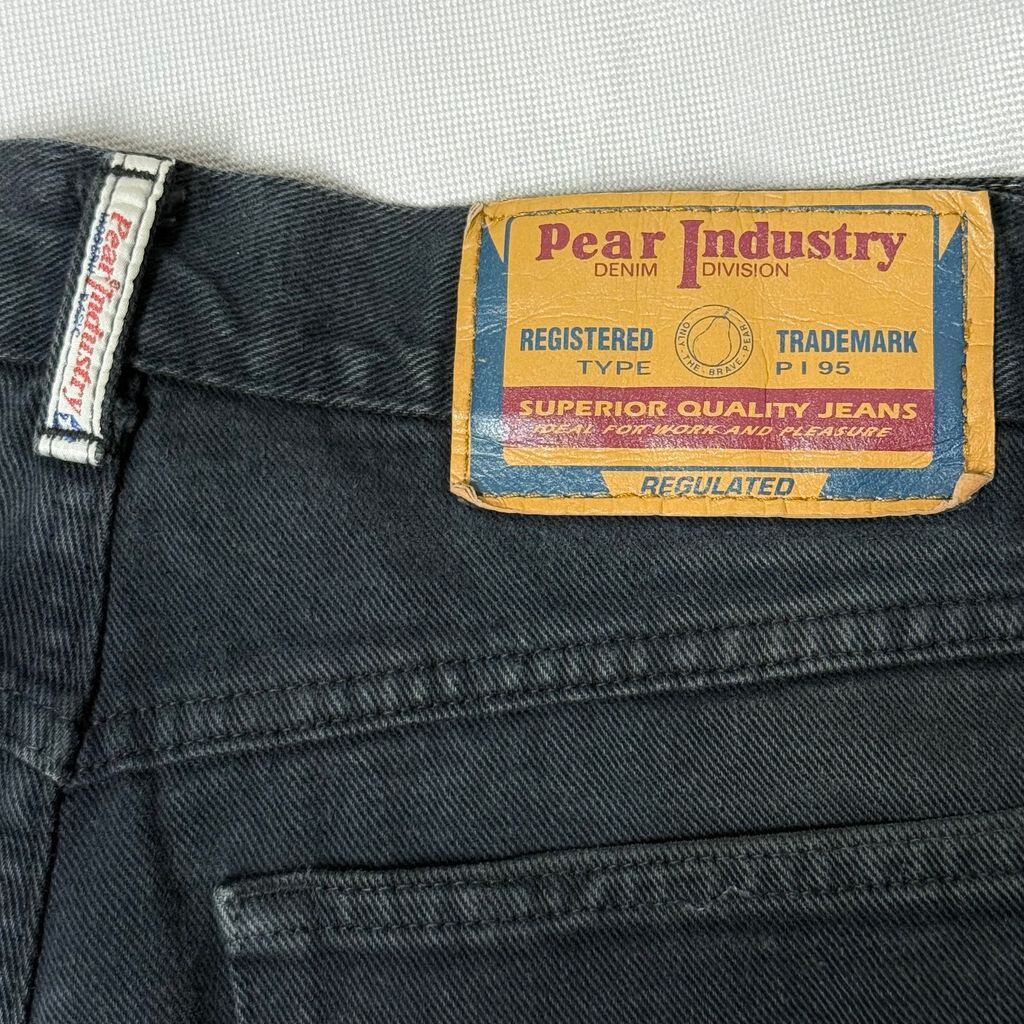 Pear Industry
DENIM DIVISION
REGISTERED TRADEMARK
TYPE P I 95
ONLY-THE-BRAVE-PEAR
SUPERIOR QUALITY JEANS
IDEAL FOR WORK AND PLEASURE
REGULATED
Pear Industry